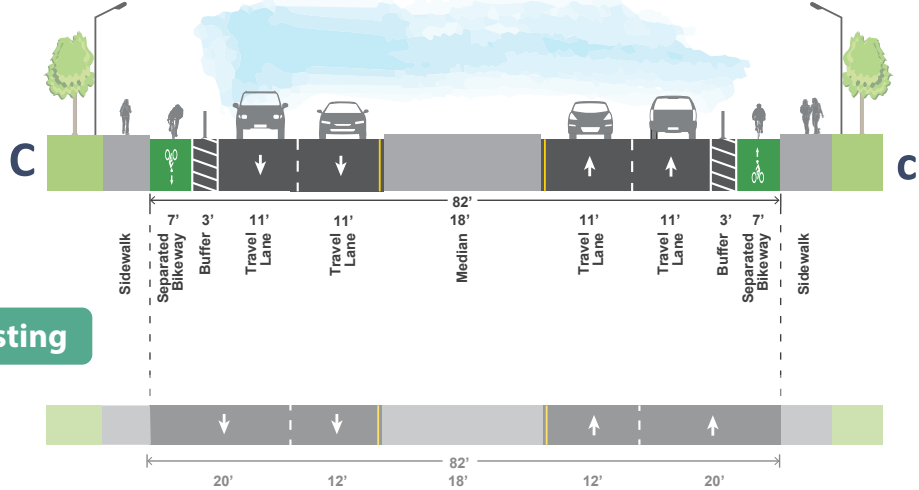 C
C
82’
7’ 3’ 11’ 11’ 18’ 11’ 11’ 3’ 7’
Sidewalk
Separated
Bikeway
Buffer
Travel
Lane
Travel
Lane
Median
Travel
Lane
Travel
Lane
Buffer
Separated
Bikeway
Sidewalk
sting
82’
20’ 12’ 18’ 12’ 20’